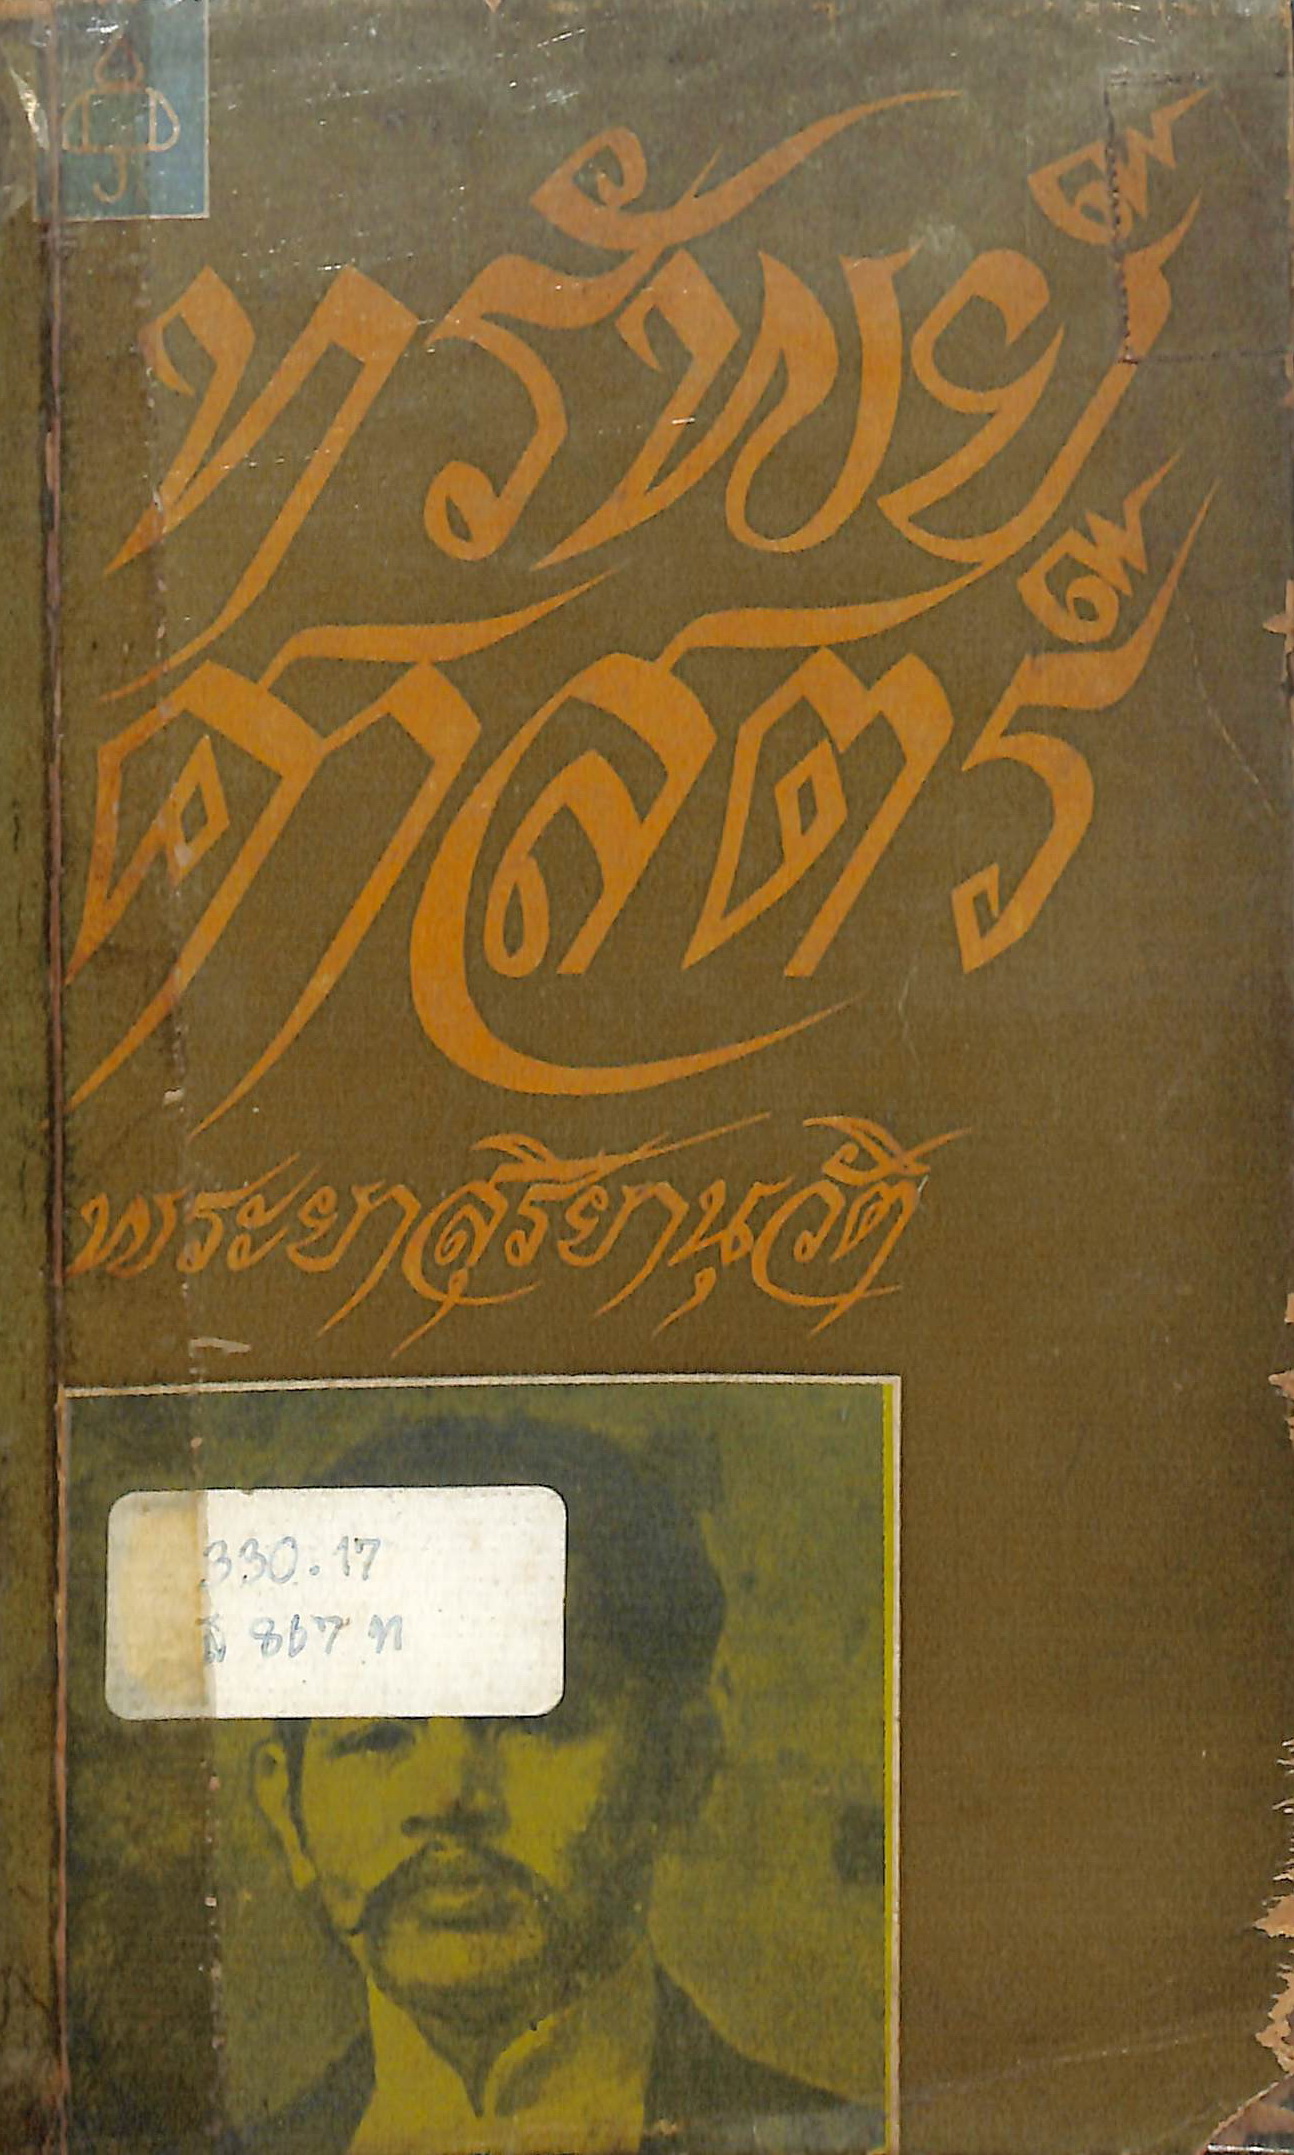 ทรัพย์
ศาสตร์
พระยาสุริยานุวัติ
330.17
ส 867 ท